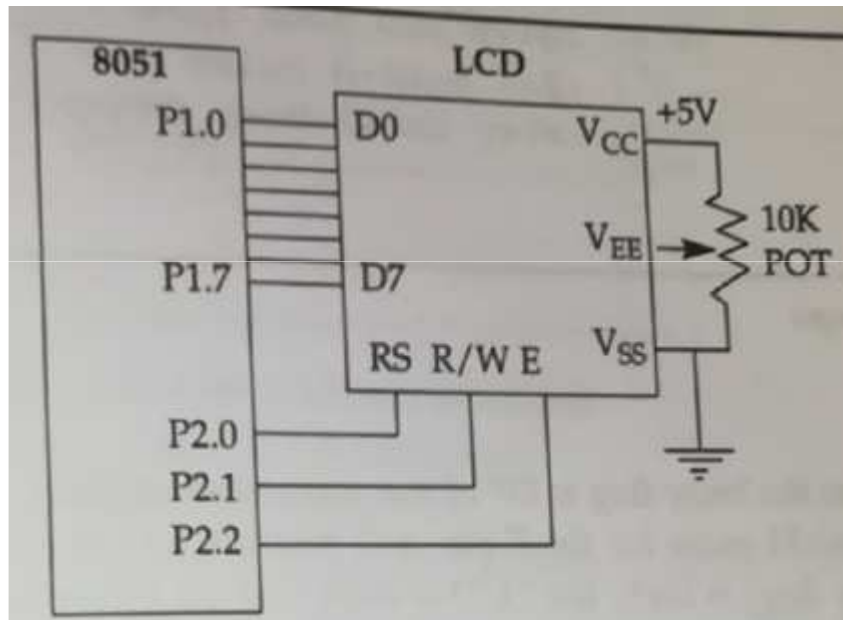 8051
LCD
P1.0
D0
VCC
+5V
VEE
10K
POT
P1.7
D7
VSS
RS R/W E
P2.0
P2.1
P2.2